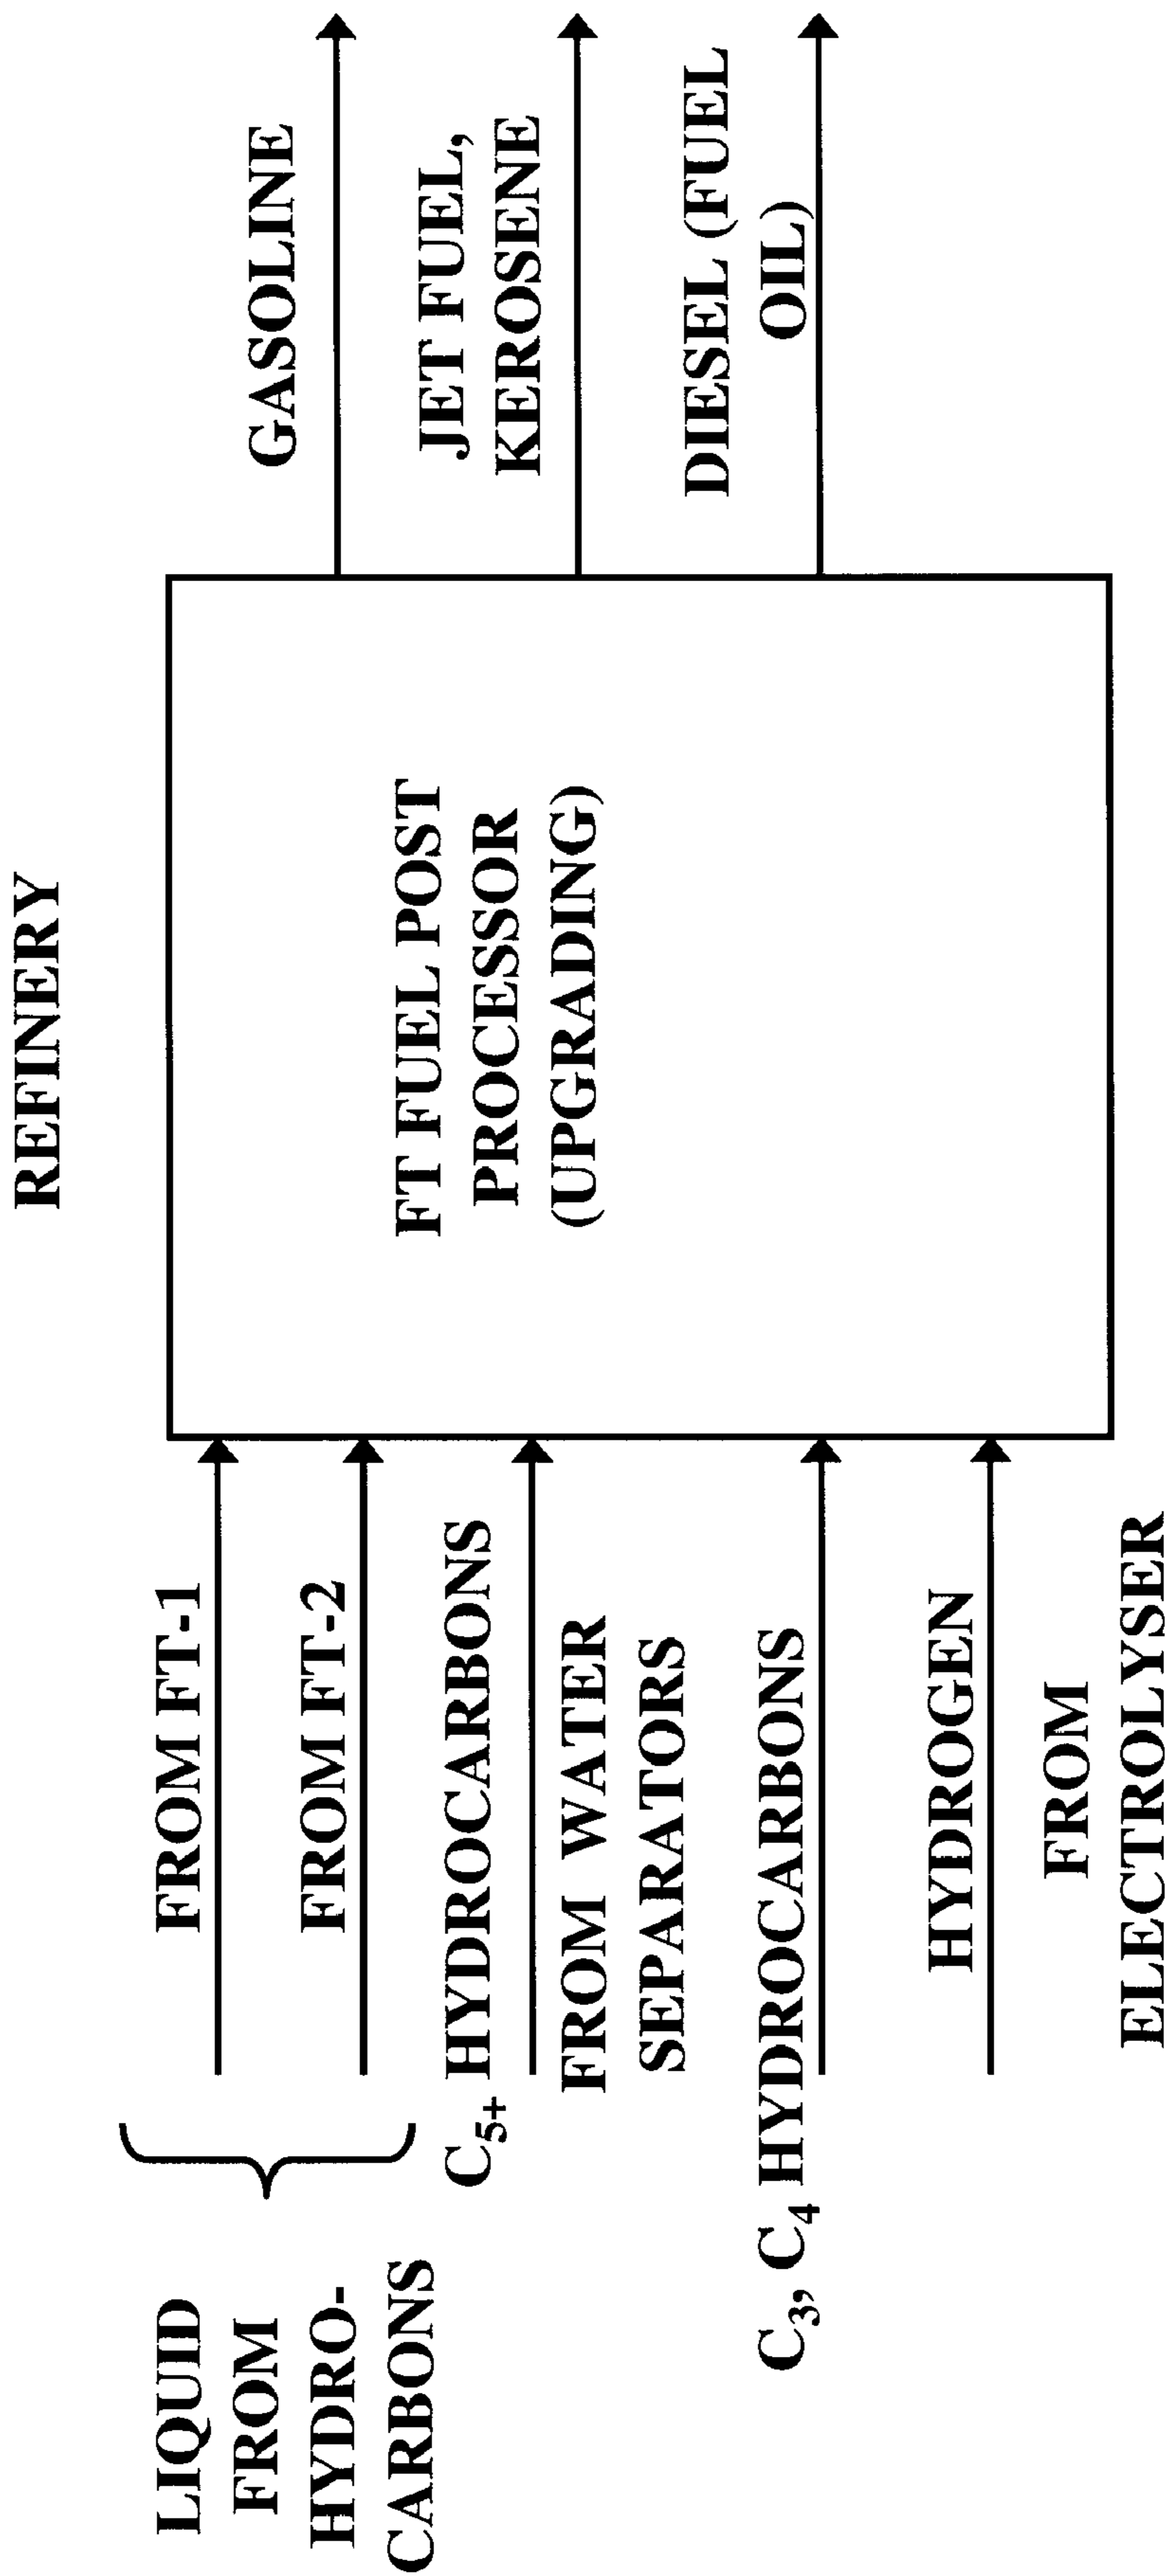 REFINERY
LIQUID
FROM
HYDRO-
CARBONS
FROM FT-1
FROM FT-2
C₅₊ HYDROCARBONS
FROM WATER
SEPARATORS
C₃, C₄ HYDROCARBONS
HYDROGEN
FROM
ELECTROLYSER
FT FUEL POST
PROCESSOR
(UPGRADING)
GASOLINE
JET FUEL,
KEROSENE
DIESEL (FUEL
OIL)